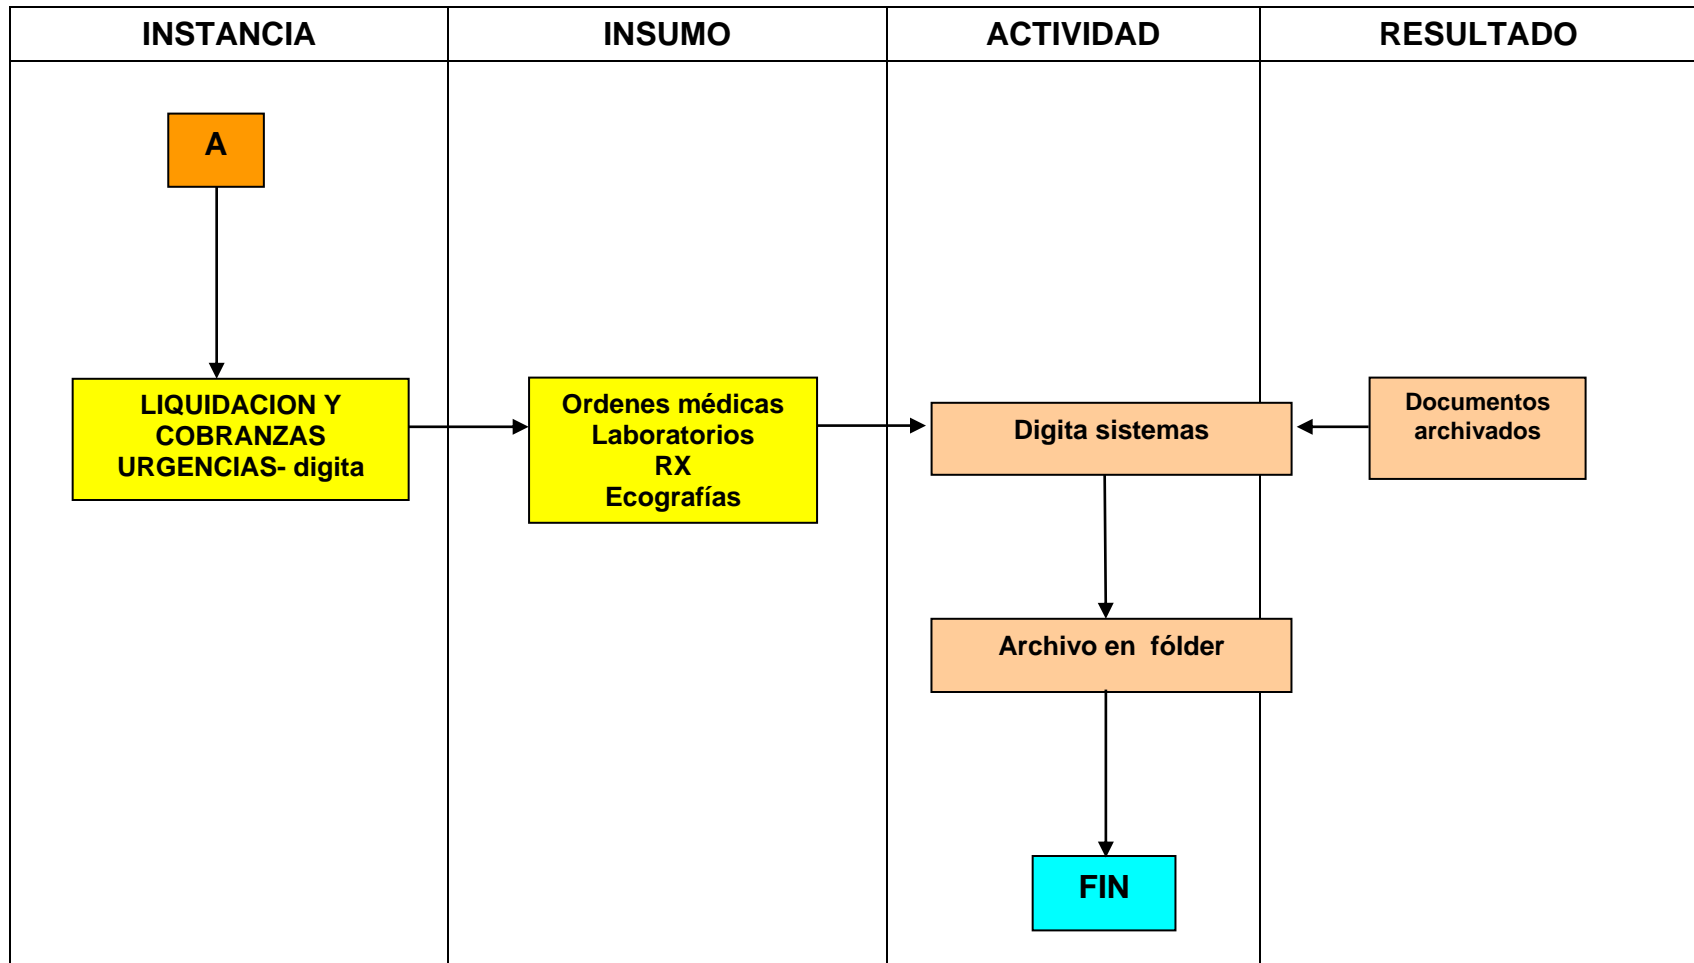 INSTANCIA
INSUMO
ACTIVIDAD
RESULTADO
A
LIQUIDACION Y
COBRANZAS
URGENCIAS- digita
Ordenes médicas
Laboratorios
RX
Ecografías
Digita sistemas
Documentos
archivados
Archivo en  fólder
FIN